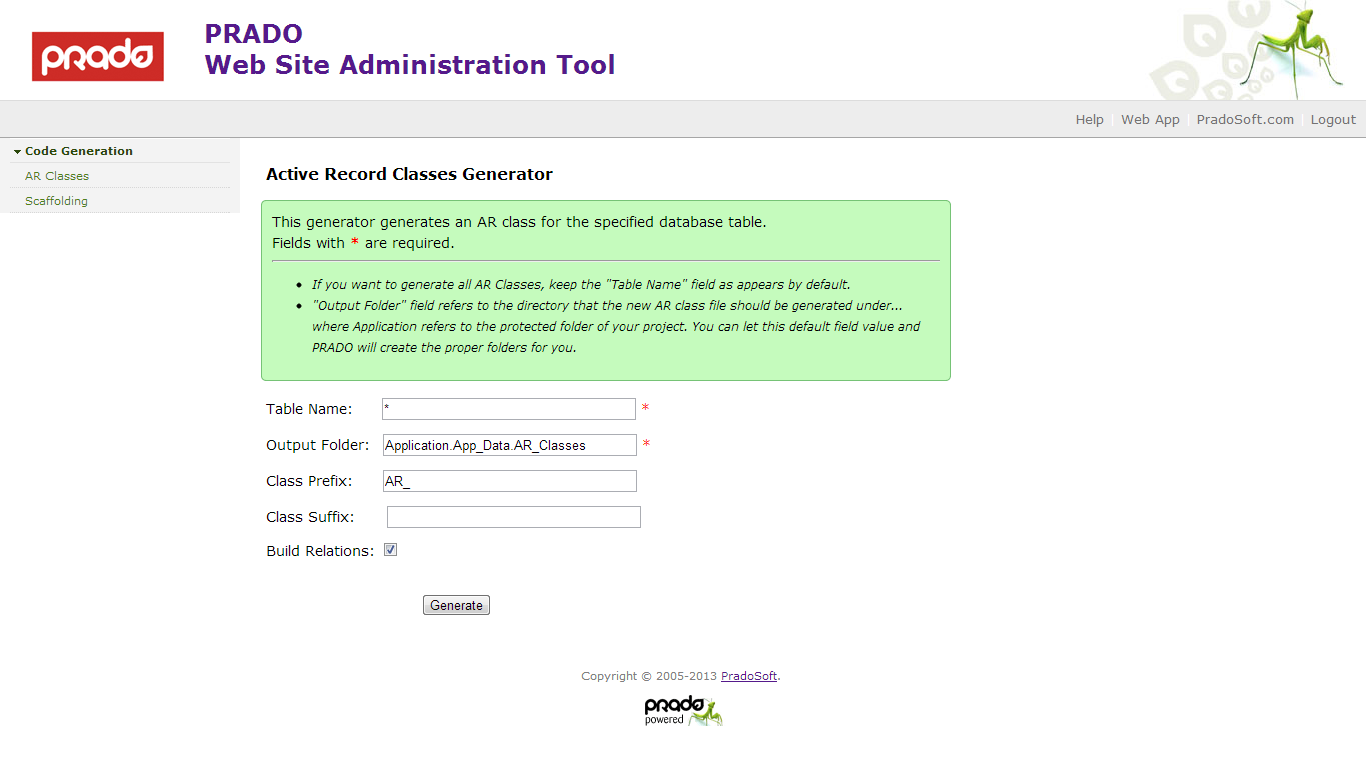 prado
PRADO
Web Site Administration Tool
Help | Web App | PradoSoft.com | Logout
Code Generation
AR Classes
Scaffolding
Active Record Classes Generator
This generator generates an AR class for the specified database table.
Fields with * are required.
• If you want to generate all AR Classes, keep the "Table Name" field as appears by default.
• "Output Folder" field refers to the directory that the new AR class file should be generated under...
where Application refers to the protected folder of your project. You can let this default field value and
PRADO will create the proper folders for you.
Table Name: * *
Output Folder: Application.App_Data.AR_Classes *
Class Prefix: AR_
Class Suffix:
Build Relations:
Generate
Copyright © 2005-2013 PradoSoft.
prado
powered